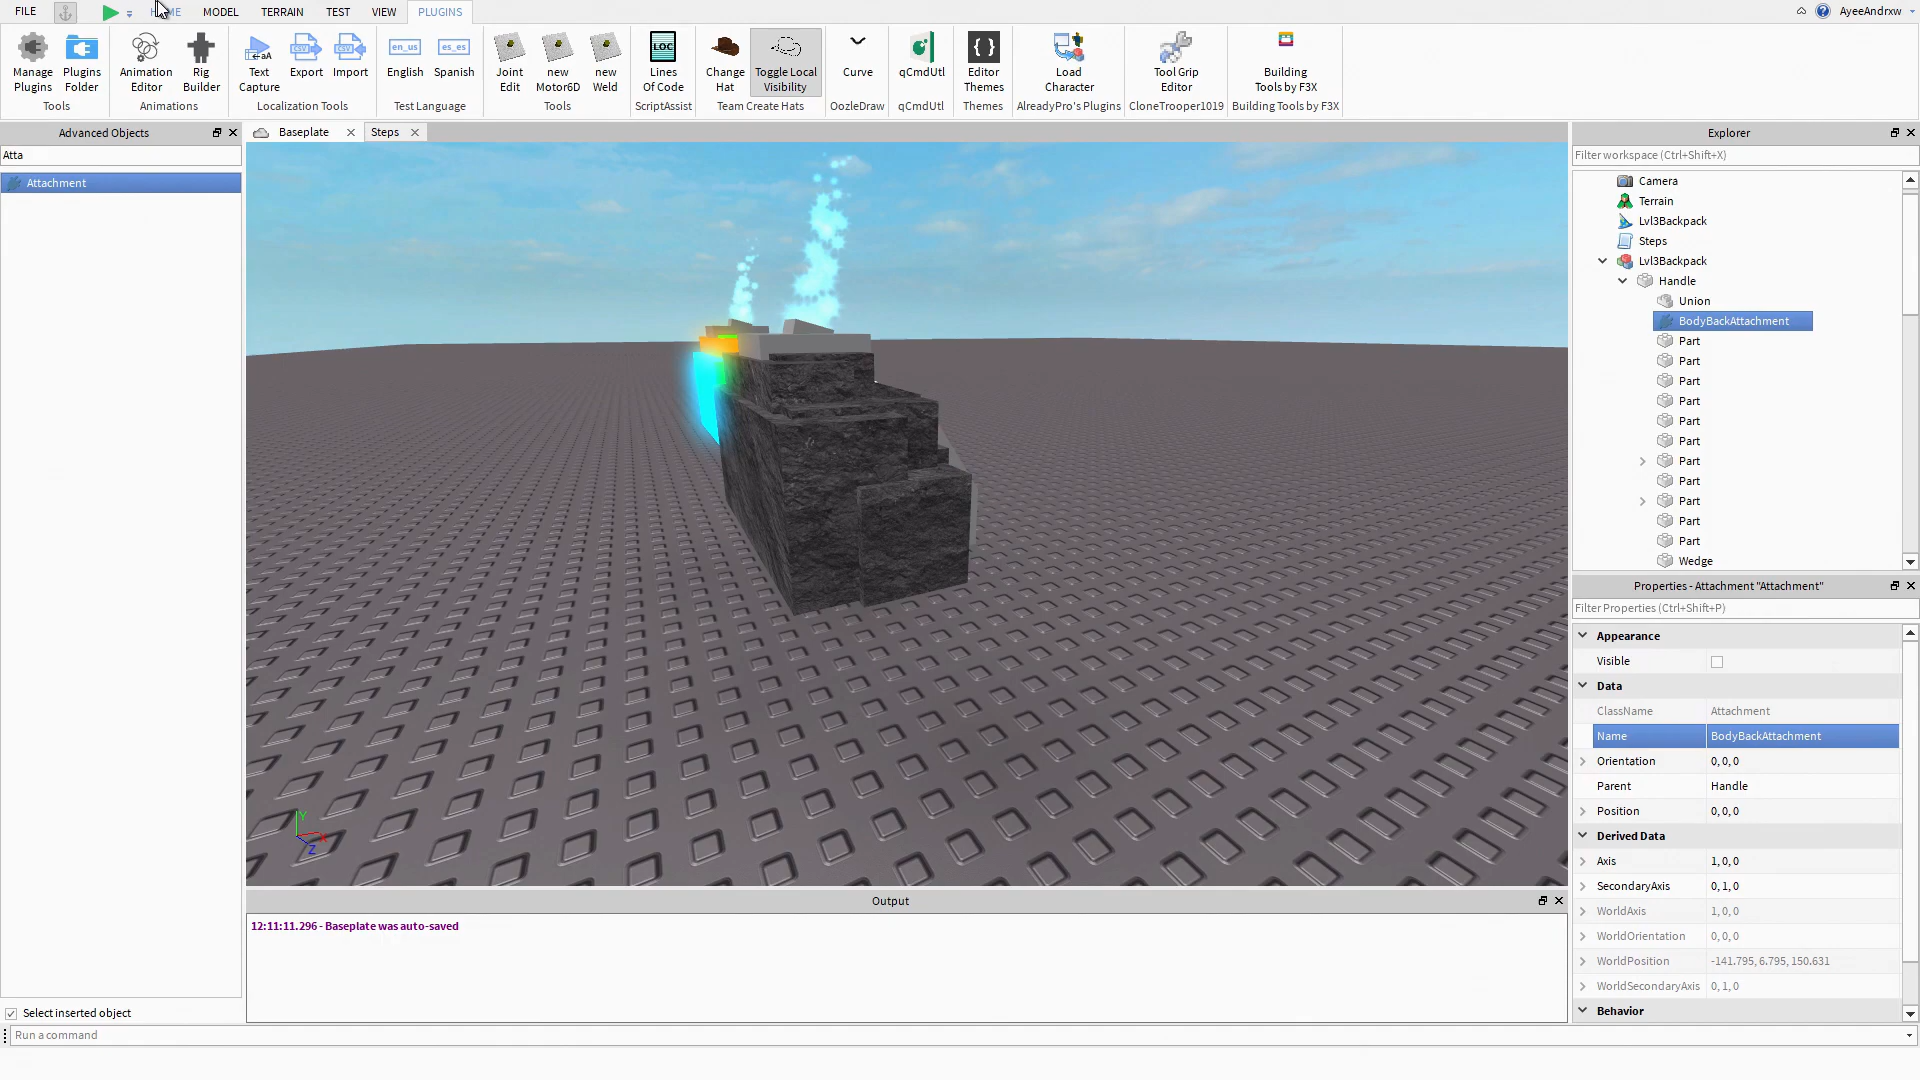 FILE HOME MODEL TERRAIN TEST VIEW PLUGINS AyeeAndrxw
Manage Plugins
Plugins Folder
Tools
Animation Editor
Rig Builder
Animations
Text Capture
Export
Import
Localization Tools
en_us
English
es_es
Spanish
Test Language
Joint Edit
new Motor6D
new Weld
Tools
LOC
Lines Of Code
ScriptAssist
Change Hat
Toggle Local Visibility
Team Create Hats
Curve
OozleDraw
qCmdUtl
qCmdUtl
Editor Themes
Themes
Load Character
AlreadyPro's Plugins
Tool Grip Editor
CloneTrooper1019
Building Tools by F3X
Building Tools by F3X
Advanced Objects
Atta
Attachment
Select inserted object
Baseplate
Steps
Y
X
Z
Output
12:11:11.296 - Baseplate was auto-saved
Run a command
Explorer
Filter workspace (Ctrl+Shift+X)
Camera
Terrain
Lvl3Backpack
Steps
Lvl3Backpack
Handle
Union
BodyBackAttachment
Part
Part
Part
Part
Part
Part
Part
Part
Part
Part
Part
Wedge
Properties - Attachment "Attachment"
Filter Properties (Ctrl+Shift+P)
Appearance
Visible
Data
ClassName Attachment
Name BodyBackAttachment
Orientation 0, 0, 0
Parent Handle
Position 0, 0, 0
Derived Data
Axis 1, 0, 0
SecondaryAxis 0, 1, 0
WorldAxis 1, 0, 0
WorldOrientation 0, 0, 0
WorldPosition -141.795, 6.795, 150.631
WorldSecondaryAxis 0, 1, 0
Behavior